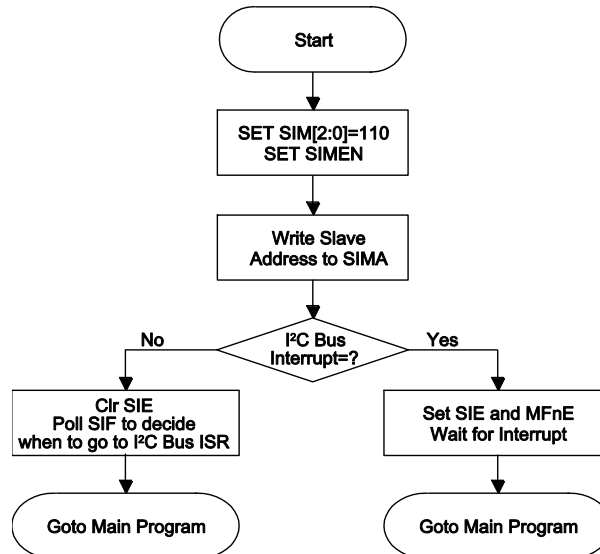 Start
SET SIM[2:0]=110
SET SIMEN
Write Slave
Address to SIMA
I²C Bus
Interrupt=?
No
Yes
Clr SIE
Poll SIF to decide
when to go to I²C Bus ISR
Set SIE and MFnE
Wait for Interrupt
Goto Main Program
Goto Main Program